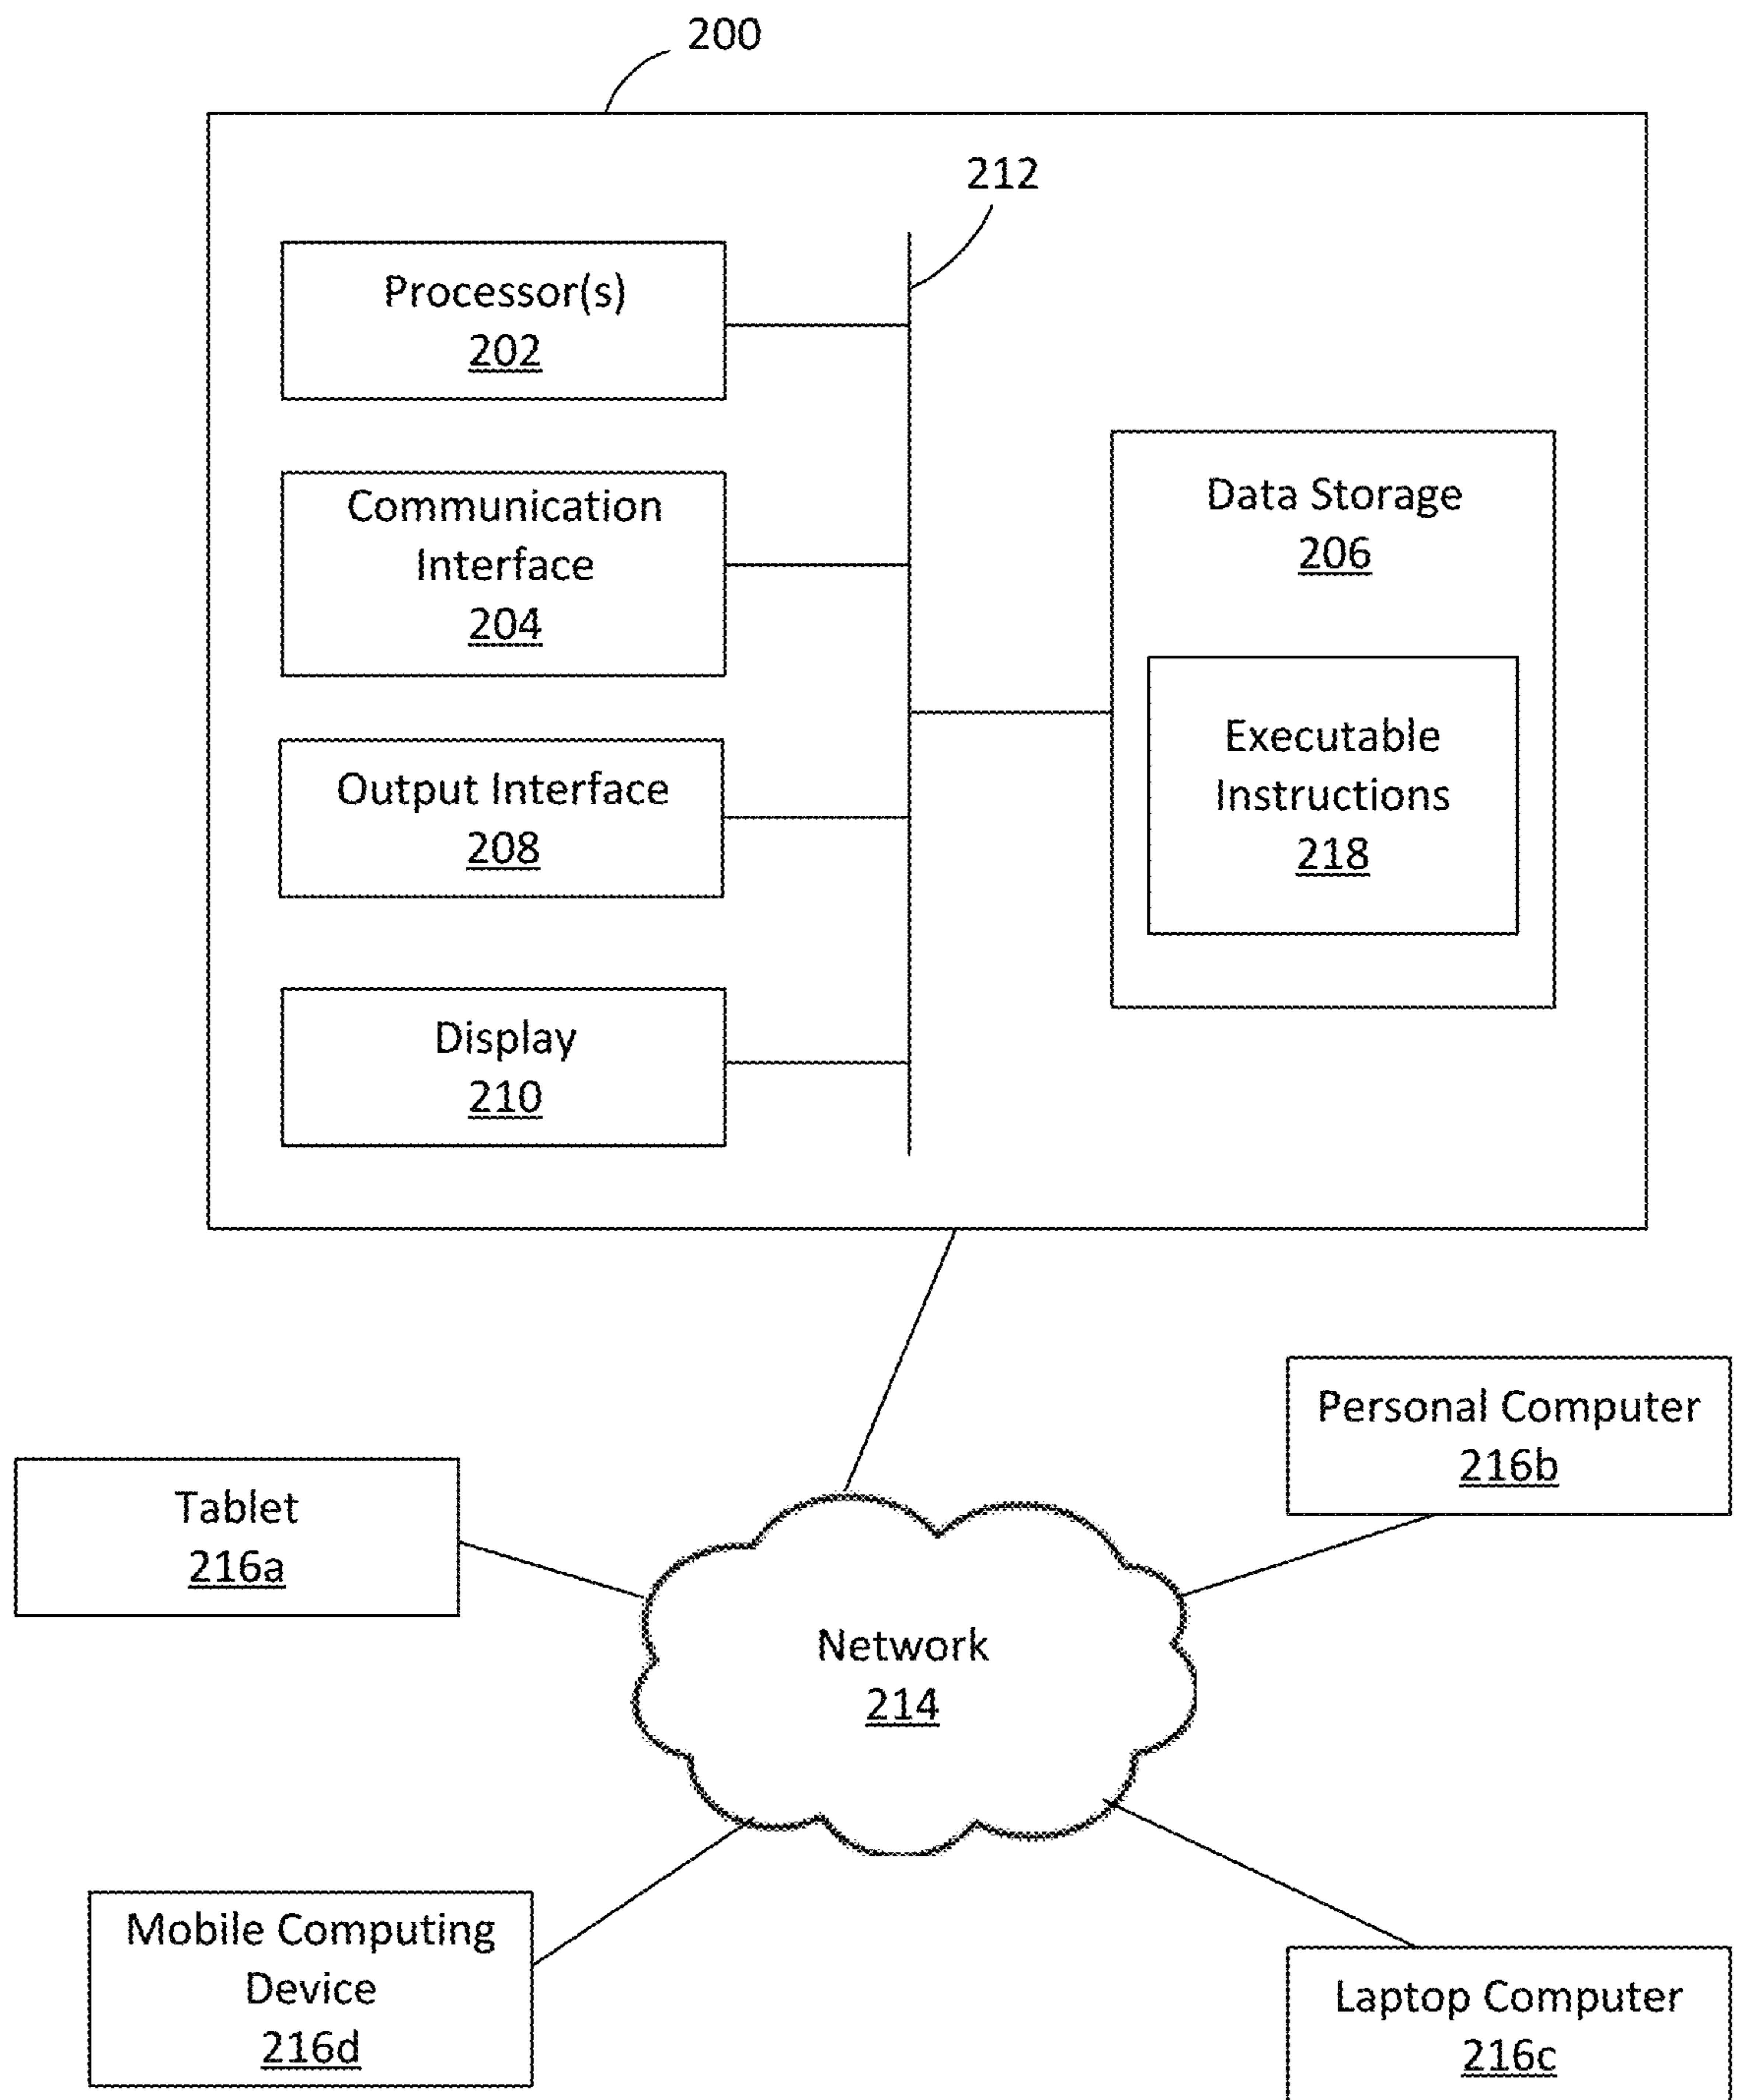 200
212
Processor(s)
202
Communication
Interface
204
Output Interface
208
Display
210
Data Storage
206
Executable
Instructions
218
Personal Computer
216b
Tablet
216a
Network
214
Mobile Computing
Device
216d
Laptop Computer
216c